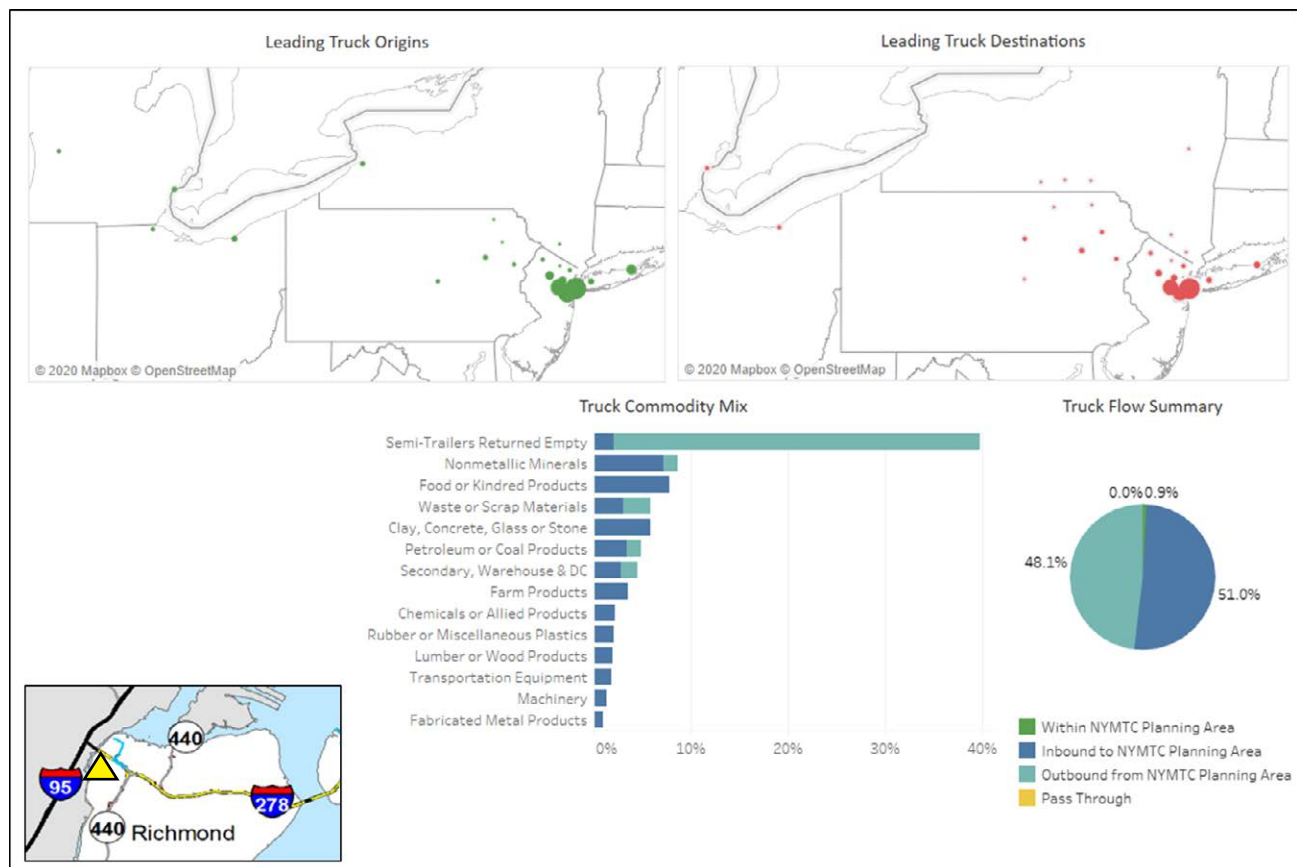 Leading Truck Origins
Leading Truck Destinations
© 2020 Mapbox © OpenStreetMap
© 2020 Mapbox © OpenStreetMap
Truck Commodity Mix
Semi-Trailers Returned Empty
Nonmetallic Minerals
Food or Kindred Products
Waste or Scrap Materials
Clay, Concrete, Glass or Stone
Petroleum or Coal Products
Secondary, Warehouse & DC
Farm Products
Chemicals or Allied Products
Rubber or Miscellaneous Plastics
Lumber or Wood Products
Transportation Equipment
Machinery
Fabricated Metal Products
0% 10% 20% 30% 40%
Truck Flow Summary
0.0% 0.9%
48.1%
51.0%
Within NYMTC Planning Area
Inbound to NYMTC Planning Area
Outbound from NYMTC Planning Area
Pass Through
440
95
278
440 Richmond